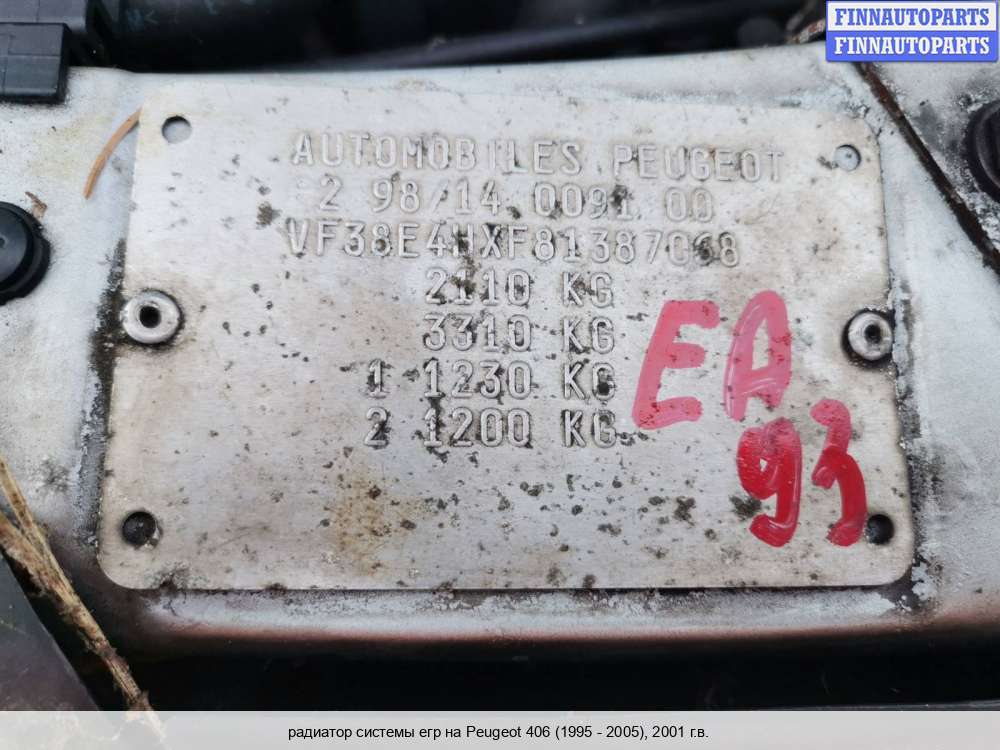 FINNAUTOPARTS
FINNAUTOPARTS
AUTOMOBILES PEUGEOT
2 98/14 0091 00
VF38E4HXF81387068
2110 KG
3310 KG
1 1230 KG
2 1200 KG
EA
93
радиатор системы егр на Peugeot 406 (1995 - 2005), 2001 г.в.